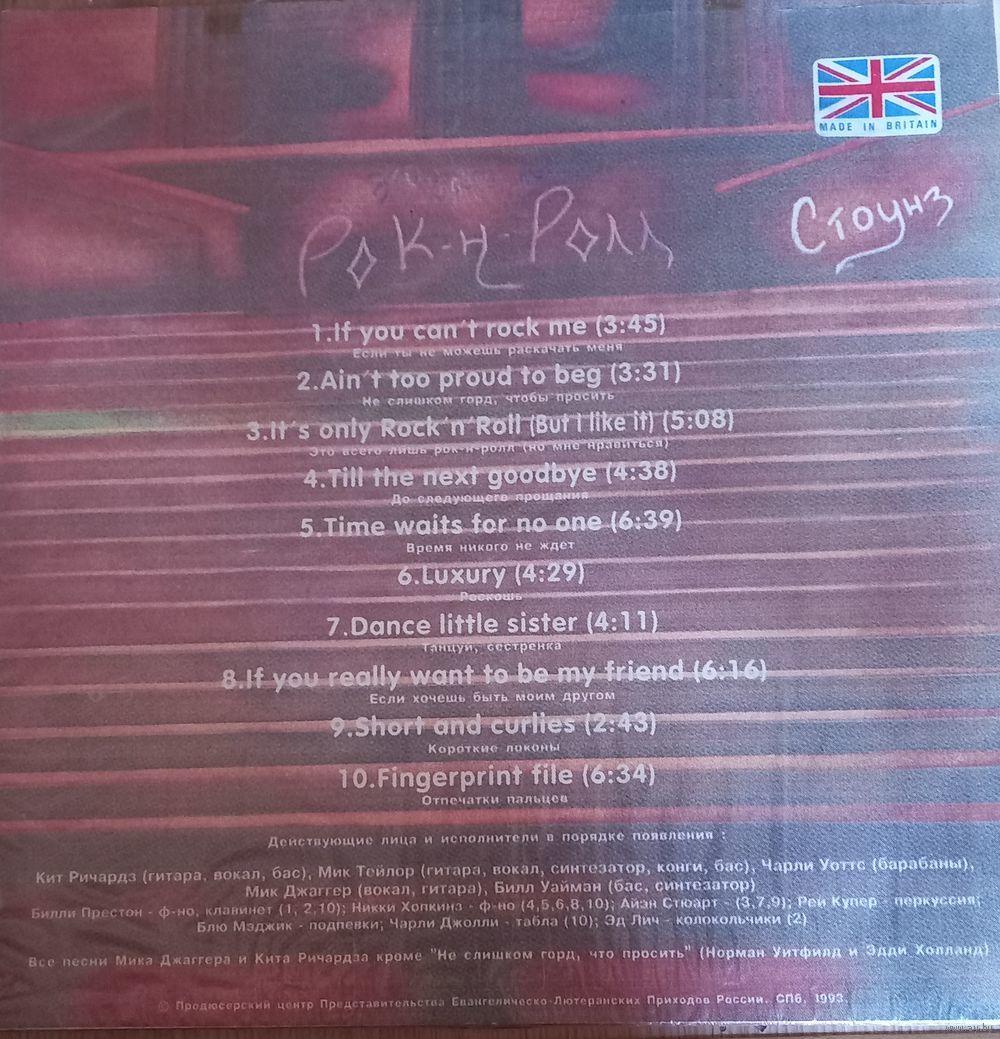 MADE IN BRITAIN
Рок-н-Ролл
Стоунз
1.If you can't rock me (3:45)
Если ты не можешь раскачать меня
2.Ain't too proud to beg (3:31)
Не слишком горд, чтобы просить
3.It's only Rock'n'Roll (But i like it) (5:08)
Это всего лишь рок-н-ролл (но мне нравиться)
4.Till the next goodbye (4:38)
До следующего прощания
5.Time waits for no one (6:39)
Время никого не ждет
6.Luxury (4:29)
Роскошь
7.Dance little sister (4:11)
Танцуй, сестренка
8.If you really want to be my friend (6:16)
Если хочешь быть моим другом
9.Short and curlies (2:43)
Короткие локоны
10.Fingerprint file (6:34)
Отпечатки пальцев
Действующие лица и исполнители в порядке появления :
Кит Ричардз (гитара, вокал, бас), Мик Тейлор (гитара, вокал, синтезатор, конги, бас), Чарли Уоттс (барабаны),
Мик Джаггер (вокал, гитара), Билл Уайман (бас, синтезатор)
Билли Престон - ф-но, клавинет (1, 2,10); Никки Хопкинз - ф-но (4,5,6,8,10); Айэн Стюарт - (3,7,9); Рей Купер - перкуссия;
Блю Мэджик - подпевки; Чарли Джолли - табла (10); Эд Лич - колокольчики (2)
Все песни Мика Джаггера и Кита Ричардза кроме "Не слишком горд, что просить" (Норман Уитфилд и Эдди Холланд)
© Продюсерский центр Представительства Евангелическо-Лютеранских Приходов России. СПб, 1993.